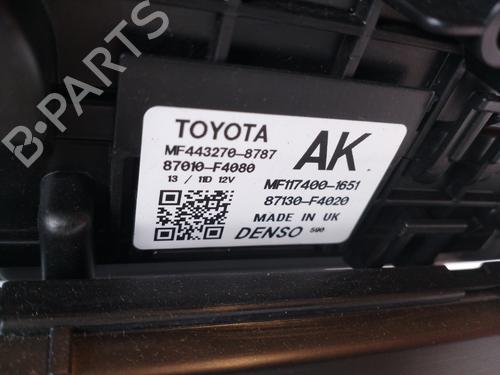 B-PARTS
TOYOTA
AK
MF443270-8787
87010-F4080
13 / 11D 12V
MF117400-1651
87130-F4020
MADE IN UK
DENSO 590